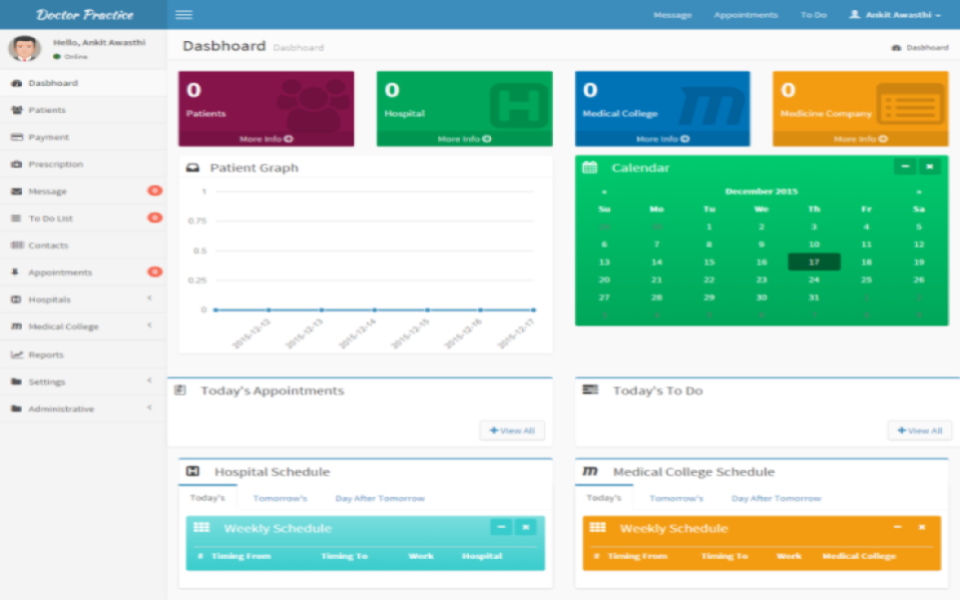 Doctor Practice
Message Appointments To Do Ankit Awasthi
Hello, Ankit Awasthi
Online
Dasbhoard
Patients
Payment
Prescription
Message 0
To Do List 0
Contacts
Appointments 0
Hospitals
Medical College
Reports
Settings
Administrative
Dasbhoard Dasbhoard
Dasbhoard
0
Patients
More Info
0
Hospital
More Info
0
Medical College
More Info
0
Medicine Company
More Info
Patient Graph
1
0.75
0.5
0.25
0
2015-12-12 2015-12-13 2015-12-14 2015-12-15 2015-12-16 2015-12-17
Calendar
« December 2015 »
Su Mo Tu We Th Fr Sa
1 2 3 4 5
6 7 8 9 10 11 12
13 14 15 16 17 18 19
20 21 22 23 24 25 26
27 28 29 30 31
Today's Appointments
View All
Today's To Do
View All
Hospital Schedule
Today's Tomorrow's Day After Tomorrow
Weekly Schedule
# Timing From Timing To Work Hospital
Medical College Schedule
Today's Tomorrow's Day After Tomorrow
Weekly Schedule
# Timing From Timing To Work Medical College